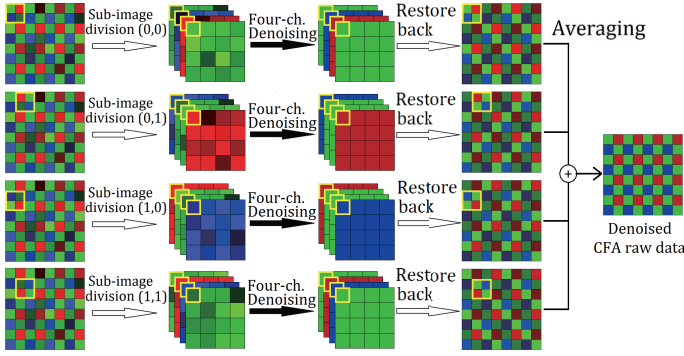 Sub-image
division (0,0)
Four-ch.
Denoising
Restore
back
Averaging
Sub-image
division (0,1)
Four-ch.
Denoising
Restore
back
Sub-image
division (1,0)
Four-ch.
Denoising
Restore
back
Sub-image
division (1,1)
Four-ch.
Denoising
Restore
back
+
Denoised
CFA raw data